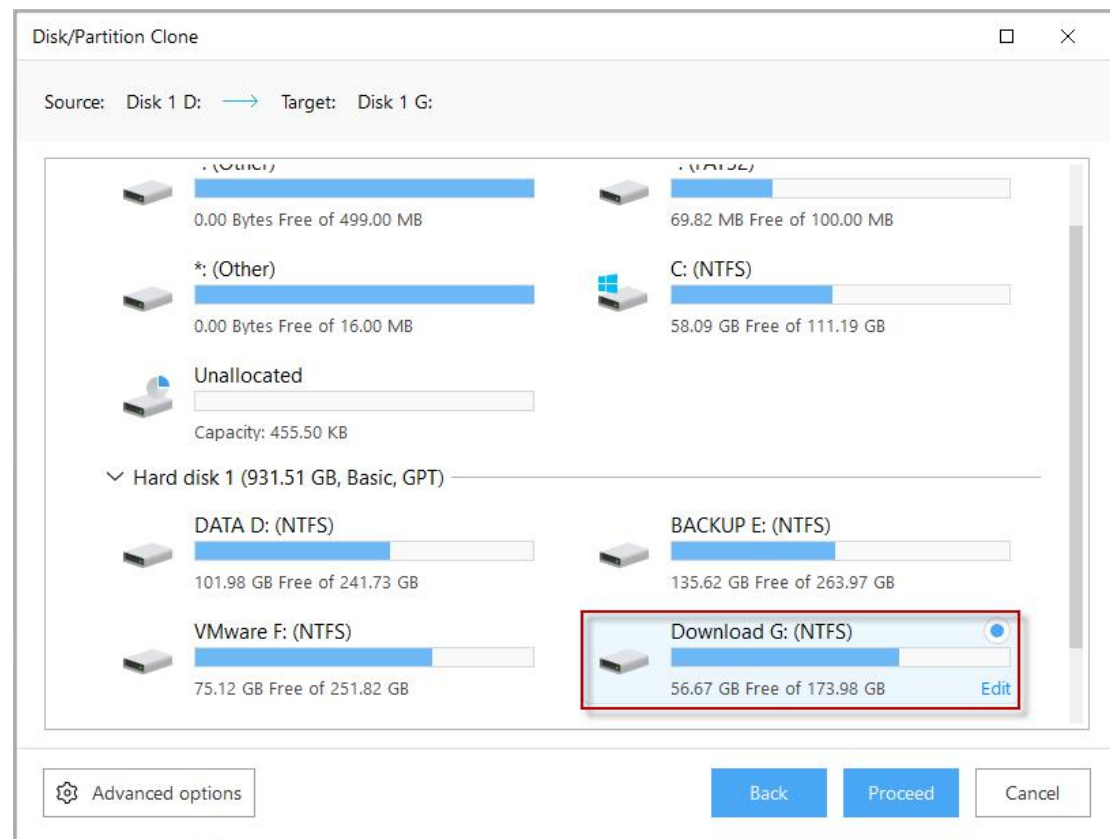 Disk/Partition Clone
Source: Disk 1 D: → Target: Disk 1 G:
*: (Other)
*: (FAT32)
0.00 Bytes Free of 499.00 MB
69.82 MB Free of 100.00 MB
*: (Other)
C: (NTFS)
0.00 Bytes Free of 16.00 MB
58.09 GB Free of 111.19 GB
Unallocated
Capacity: 455.50 KB
Hard disk 1 (931.51 GB, Basic, GPT)
DATA D: (NTFS)
BACKUP E: (NTFS)
101.98 GB Free of 241.73 GB
135.62 GB Free of 263.97 GB
VMware F: (NTFS)
Download G: (NTFS)
75.12 GB Free of 251.82 GB
56.67 GB Free of 173.98 GB Edit
Advanced options
Back
Proceed
Cancel